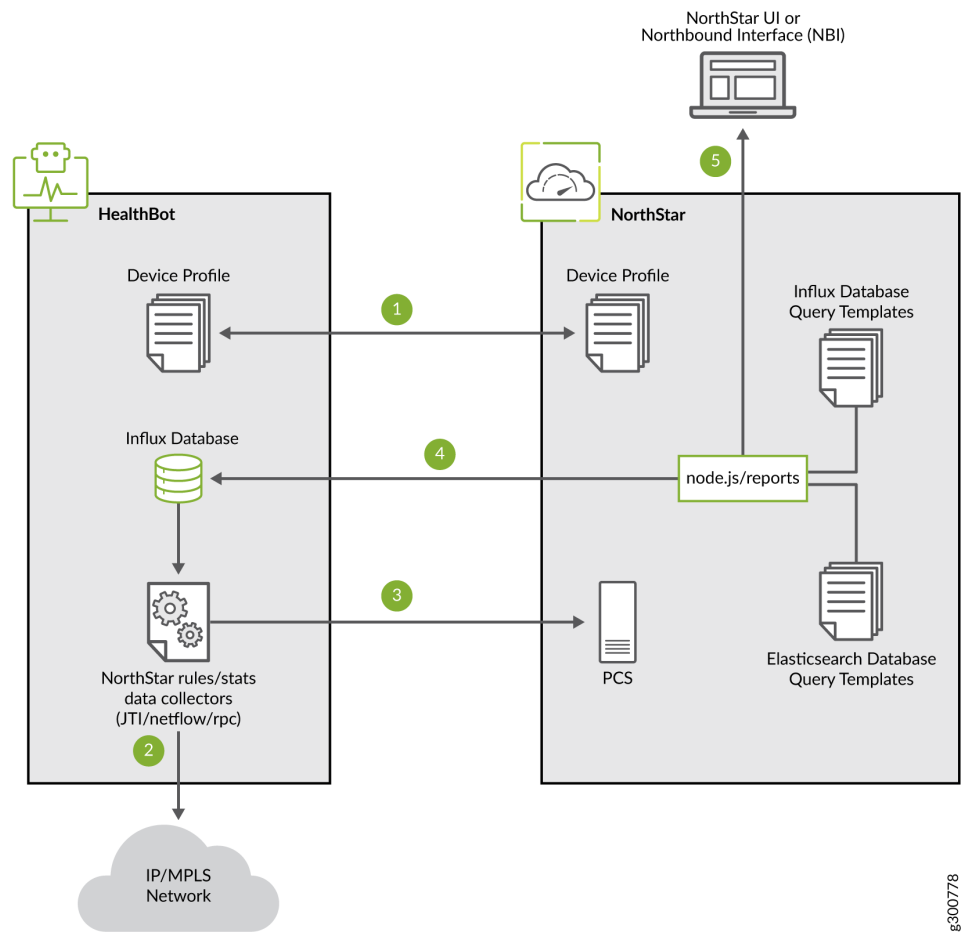 NorthStar UI or
Northbound Interface (NBI)
5
HealthBot
NorthStar
Device Profile
1
Device Profile
Influx Database
Query Templates
Influx Database
4
node.js/reports
3
NorthStar rules/stats
data collectors
(JTI/netflow/rpc)
PCS
Elasticsearch Database
Query Templates
2
IP/MPLS
Network
g300778